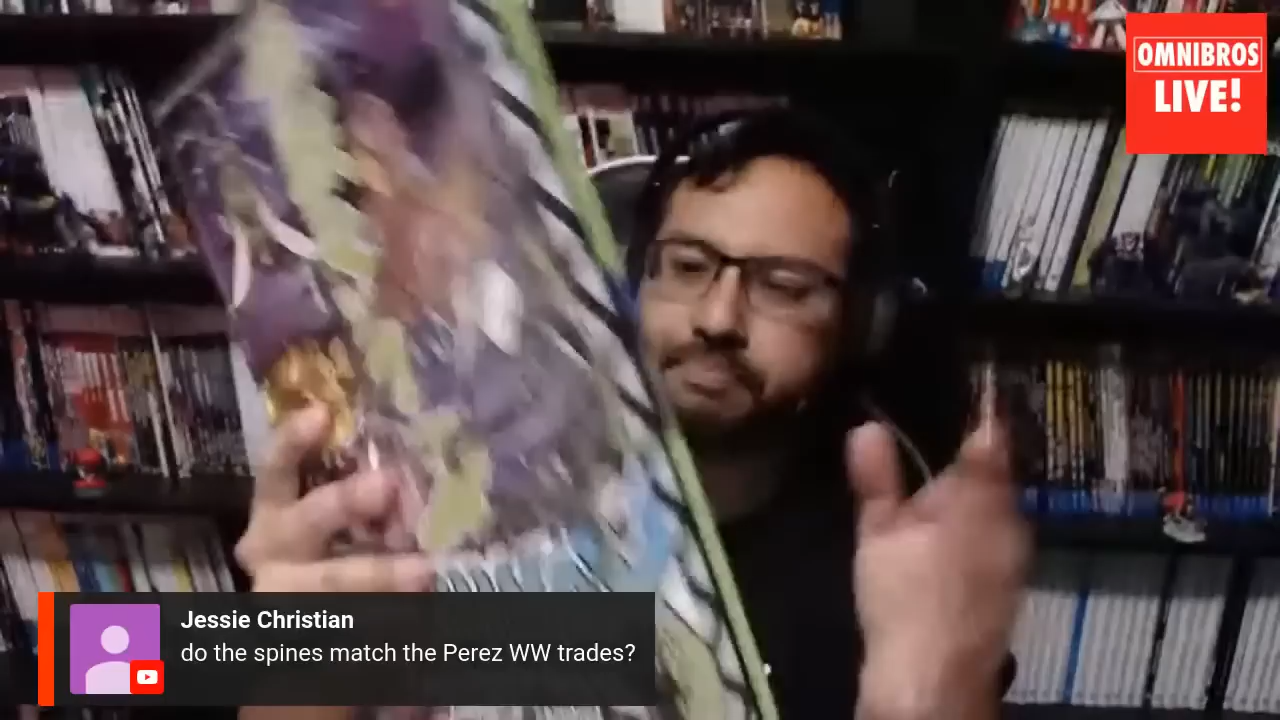 OMNIBROS
LIVE!
Jessie Christian
do the spines match the Perez WW trades?